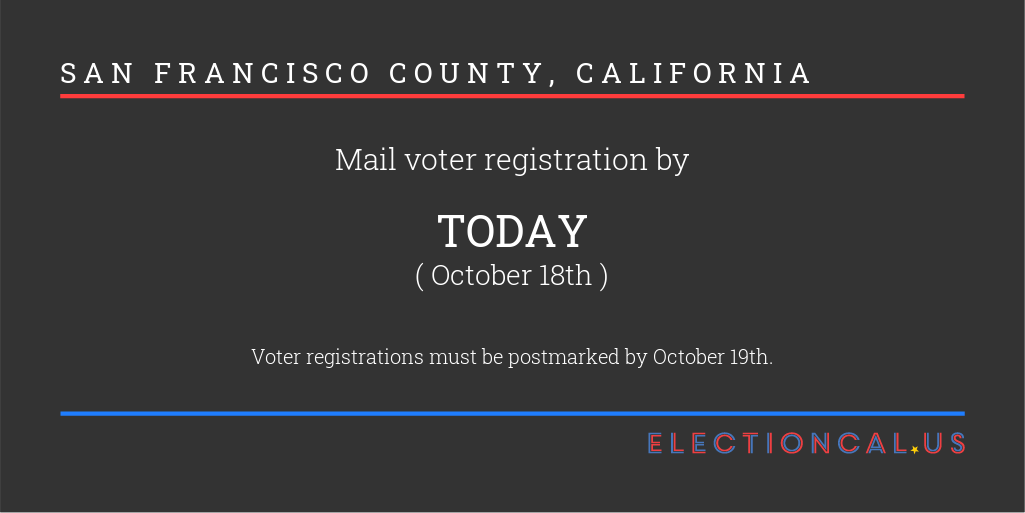 SAN FRANCISCO COUNTY, CALIFORNIA
Mail voter registration by
TODAY
( October 18th )
Voter registrations must be postmarked by October 19th.
ELECTIONCAL.US